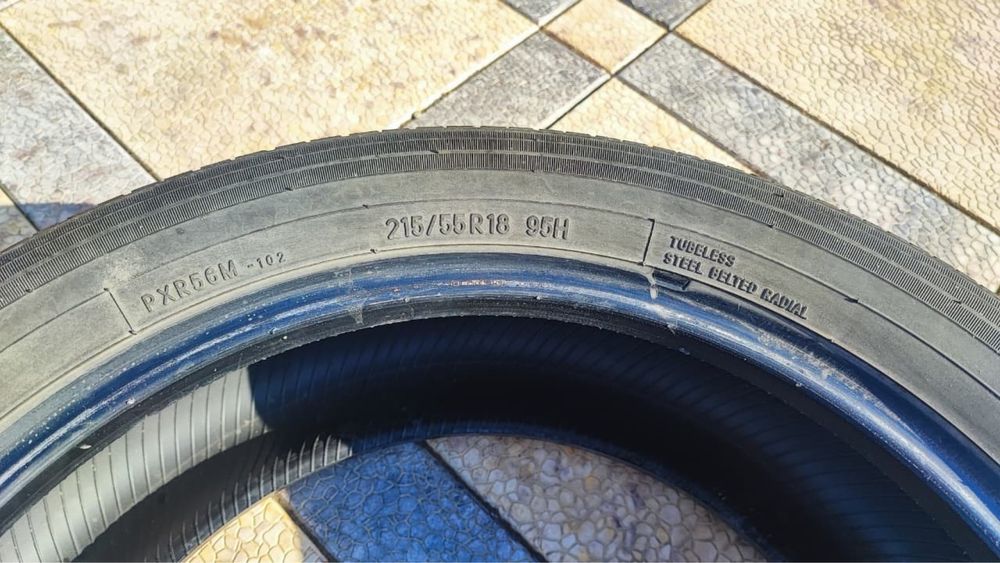 PXR56M -102
215/55R18 95H
TUBELESS
STEEL BELTED RADIAL